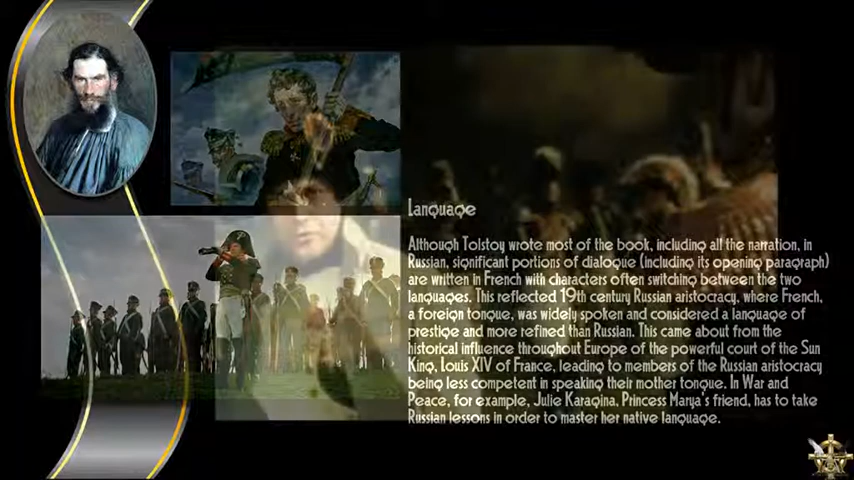 Language
Although Tolstoy wrote most of the book, including all the narration, in
Russian, significant portions of dialogue (including its opening paragraph)
are written in French with characters often switching between the two
languages. This reflected 19th century Russian aristocracy, where French,
a foreign tongue, was widely spoken and considered a language of
prestige and more refined than Russian. This came about from the
historical influence throughout Europe of the powerful court of the Sun
King, Louis XIV of France, leading to members of the Russian aristocracy
being less competent in speaking their mother tongue. In War and
Peace, for example, Julie Karagina, Princess Marya's friend, has to take
Russian lessons in order to master her native language.